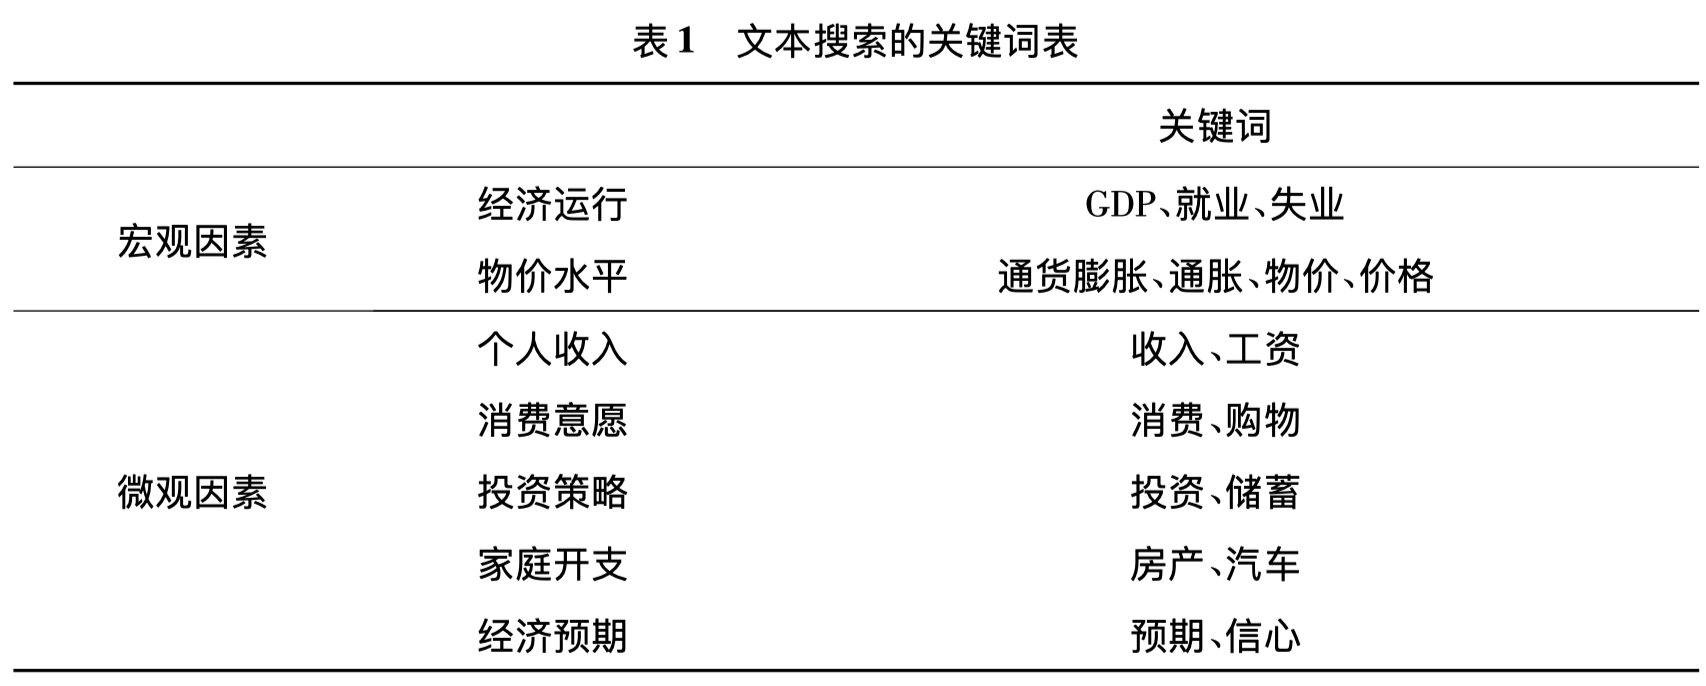 表1 文本搜索的关键词表
关键词
宏观因素
经济运行 GDP、就业、失业
物价水平 通货膨胀、通胀、物价、价格
微观因素
个人收入 收入、工资
消费意愿 消费、购物
投资策略 投资、储蓄
家庭开支 房产、汽车
经济预期 预期、信心